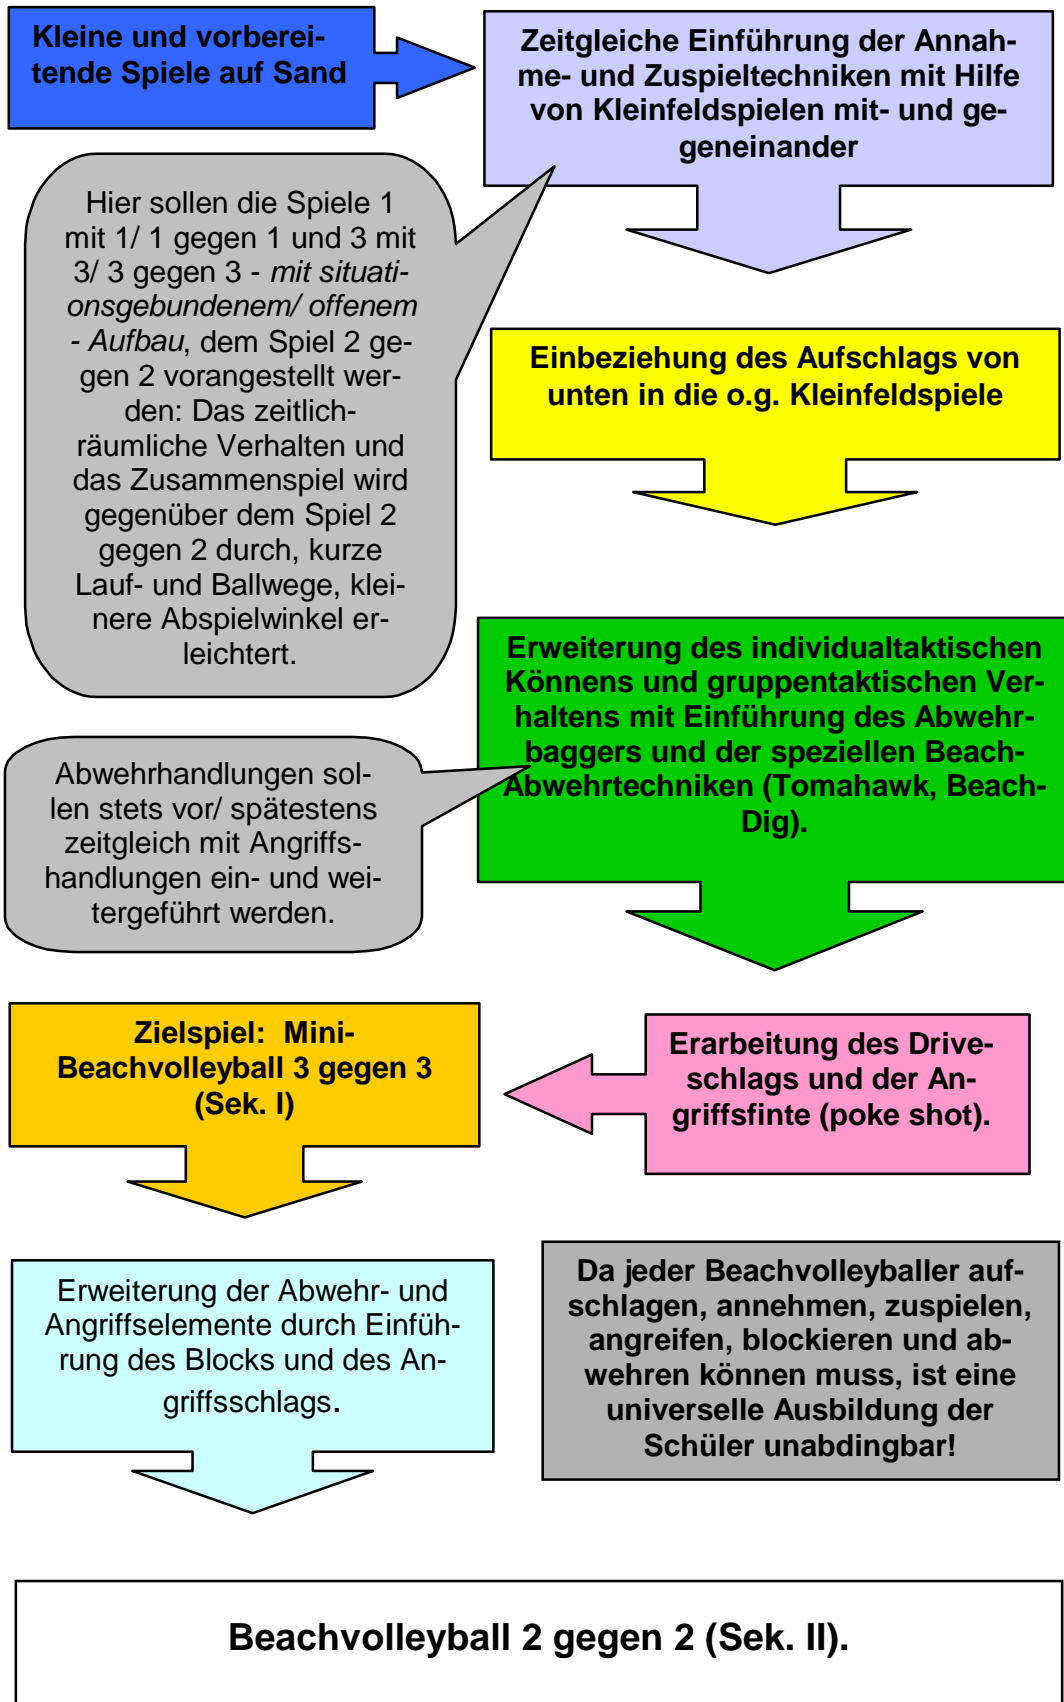 Kleine und vorberei-
tende Spiele auf Sand
Zeitgleiche Einführung der Annah-
me- und Zuspieltechniken mit Hilfe
von Kleinfeldspielen mit- und ge-
geneinander
Hier sollen die Spiele 1
mit 1/ 1 gegen 1 und 3 mit
3/ 3 gegen 3 - mit situati-
onsgebundenem/ offenem
- Aufbau, dem Spiel 2 ge-
gen 2 vorangestellt wer-
den: Das zeitlich-
räumliche Verhalten und
das Zusammenspiel wird
gegenüber dem Spiel 2
gegen 2 durch, kurze
Lauf- und Ballwege, klei-
nere Abspielwinkel er-
leichtert.
Einbeziehung des Aufschlags von
unten in die o.g. Kleinfeldspiele
Erweiterung des individualtaktischen
Könnens und gruppentaktischen Ver-
haltens mit Einführung des Abwehr-
baggers und der speziellen Beach-
Abwehrtechniken (Tomahawk, Beach-
Dig).
Abwehrhandlungen sol-
len stets vor/ spätestens
zeitgleich mit Angriffs-
handlungen ein- und wei-
tergeführt werden.
Zielspiel:  Mini-
Beachvolleyball 3 gegen 3
(Sek. I)
Erarbeitung des Drive-
schlags und der An-
griffsfinte (poke shot).
Erweiterung der Abwehr- und
Angriffselemente durch Einfüh-
rung des Blocks und des An-
griffsschlags.
Da jeder Beachvolleyballer auf-
schlagen, annehmen, zuspielen,
angreifen, blockieren und ab-
wehren können muss, ist eine
universelle Ausbildung der
Schüler unabdingbar!
Beachvolleyball 2 gegen 2 (Sek. II).